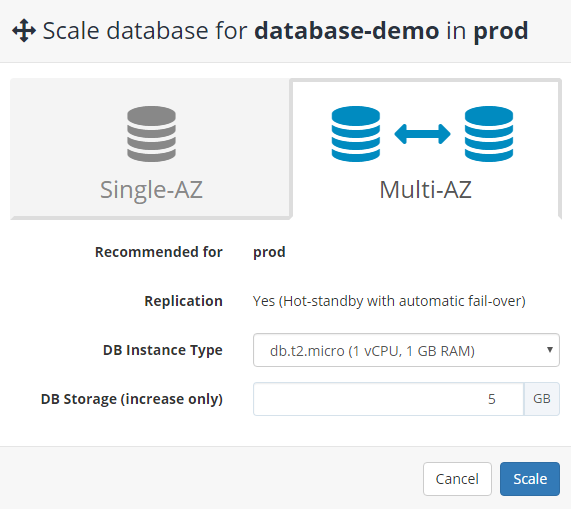 Scale database for database-demo in prod
Single-AZ
Multi-AZ
Recommended for prod
Replication Yes (Hot-standby with automatic fail-over)
DB Instance Type db.t2.micro (1 vCPU, 1 GB RAM)
DB Storage (increase only) 5 GB
Cancel Scale